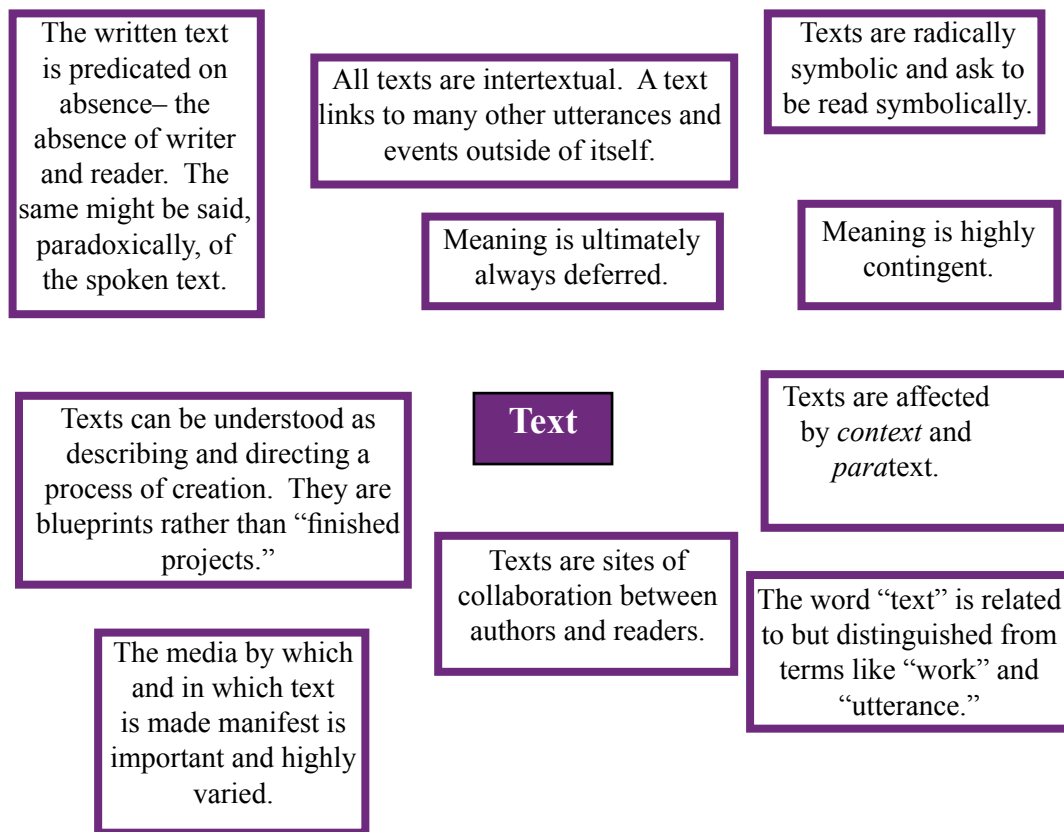 The written text
is predicated on
absence– the
absence of writer
and reader.  The
same might be said,
paradoxically, of
the spoken text.
All texts are intertextual.  A text
links to many other utterances and
events outside of itself.
Texts are radically
symbolic and ask to
be read symbolically.
Meaning is ultimately
always deferred.
Meaning is highly
contingent.
Texts can be understood as
describing and directing a
process of creation.  They are
blueprints rather than “finished
projects.”
Text
Texts are affected
by context and
paratext.
Texts are sites of
collaboration between
authors and readers.
The word “text” is related
to but distinguished from
terms like “work” and
“utterance.”
The media by which
and in which text
is made manifest is
important and highly
varied.